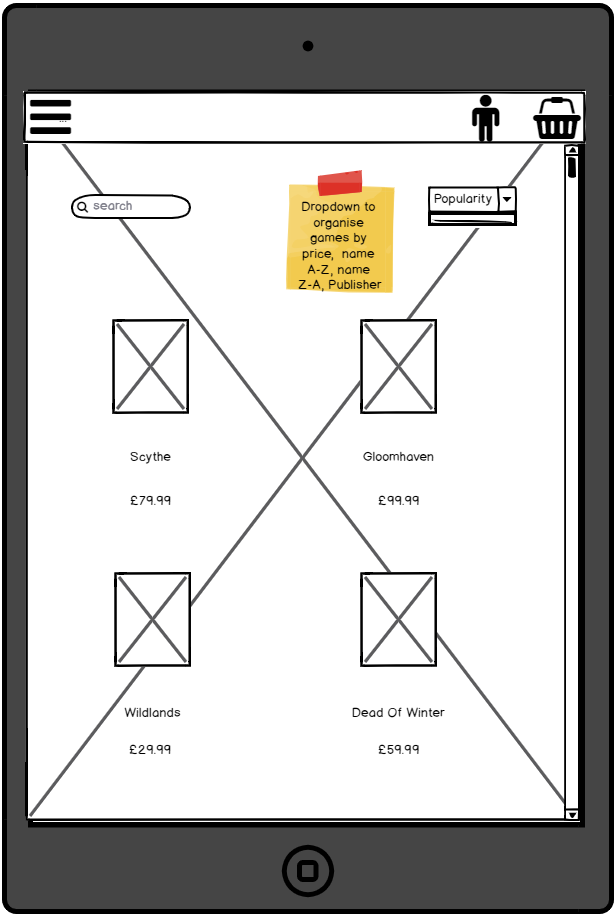 search
Dropdown to
organise
games by
price, name
A-Z, name
Z-A, Publisher
Popularity
Scythe
Gloomhaven
£79.99
£99.99
Wildlands
Dead Of Winter
£29.99
£59.99